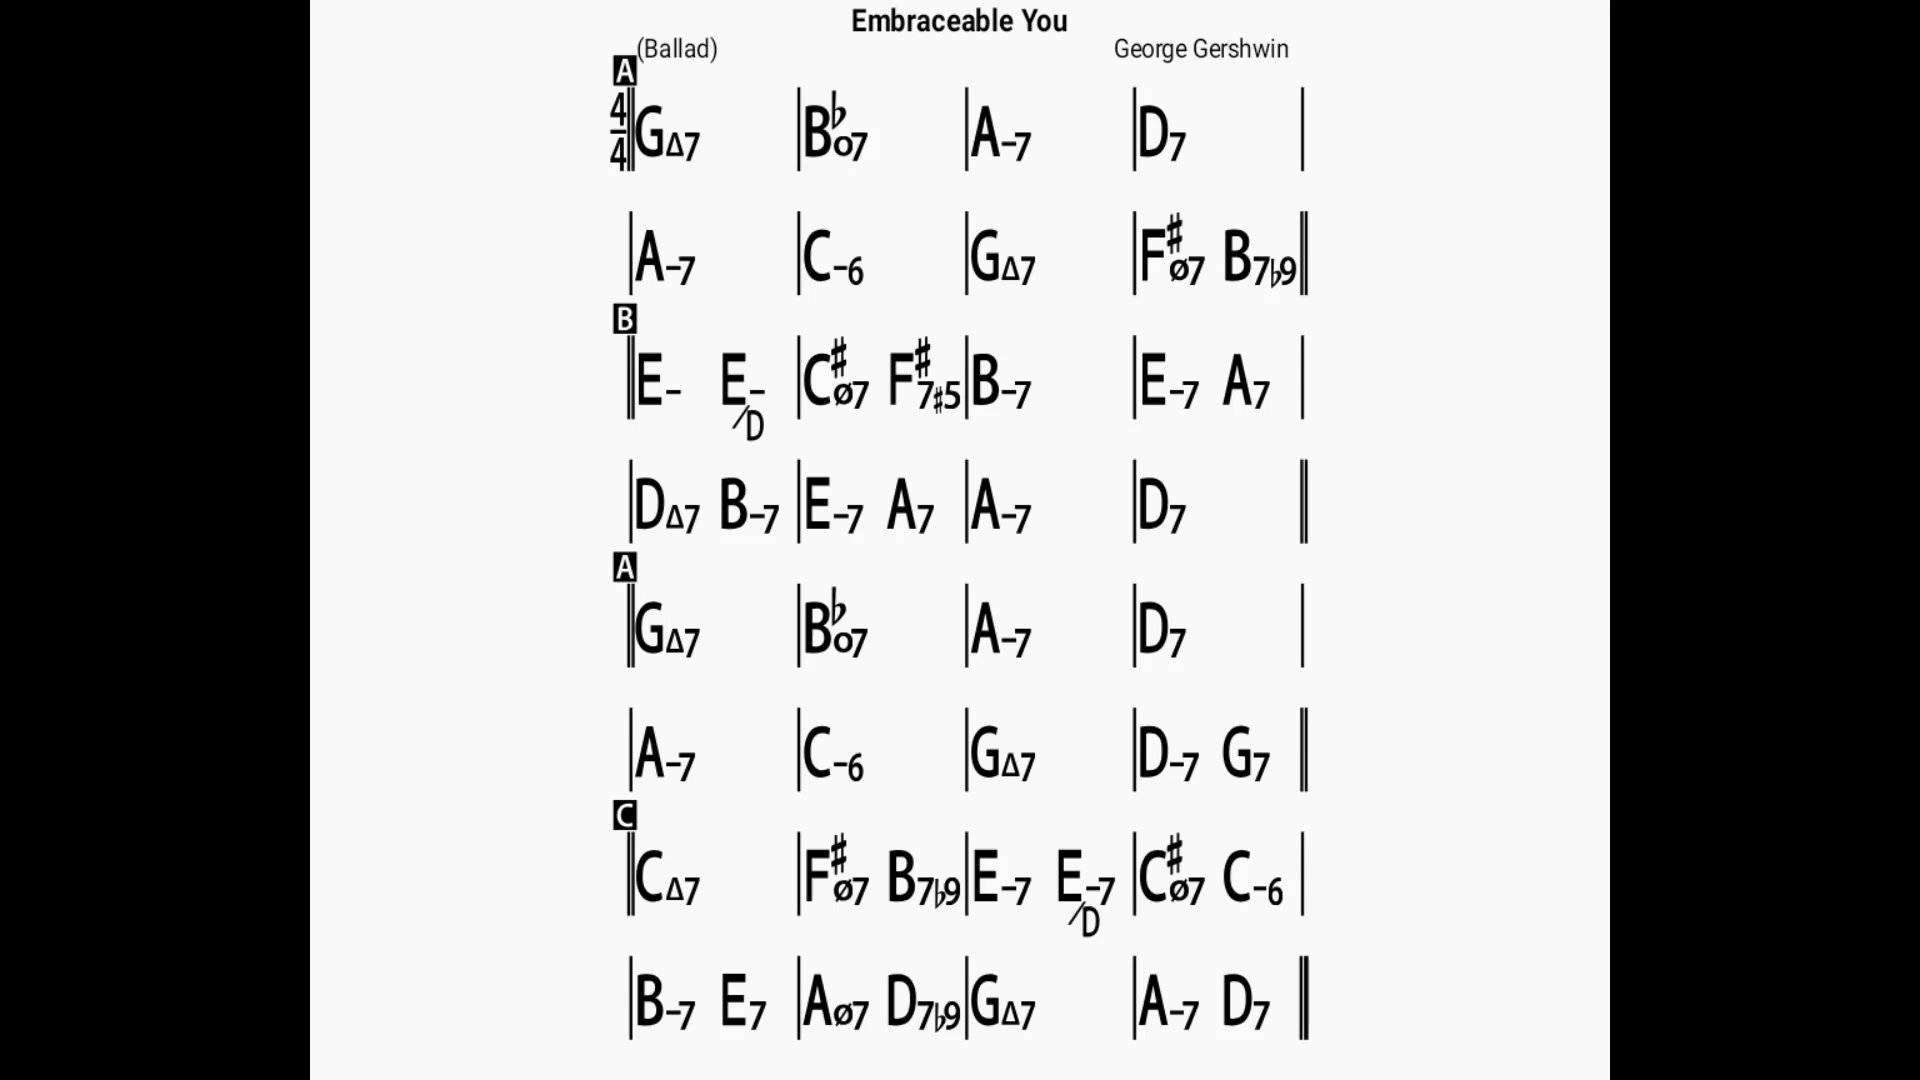 Embraceable You
(Ballad) George Gershwin
A
4/4 GΔ7 | B♭o7 | A-7 | D7 |
| A-7 | C-6 | GΔ7 | F♯ø7 B7♭9 ||
B
|| E- E-/D | C♯ø7 F♯7♯5 | B-7 | E-7 A7 |
| DΔ7 B-7 | E-7 A7 | A-7 | D7 ||
A
|| GΔ7 | B♭o7 | A-7 | D7 |
| A-7 | C-6 | GΔ7 | D-7 G7 ||
C
|| CΔ7 | F♯ø7 B7♭9 | E-7 E-7/D | C♯ø7 C-6 |
| B-7 E7 | Aø7 D7♭9 | GΔ7 | A-7 D7 ||